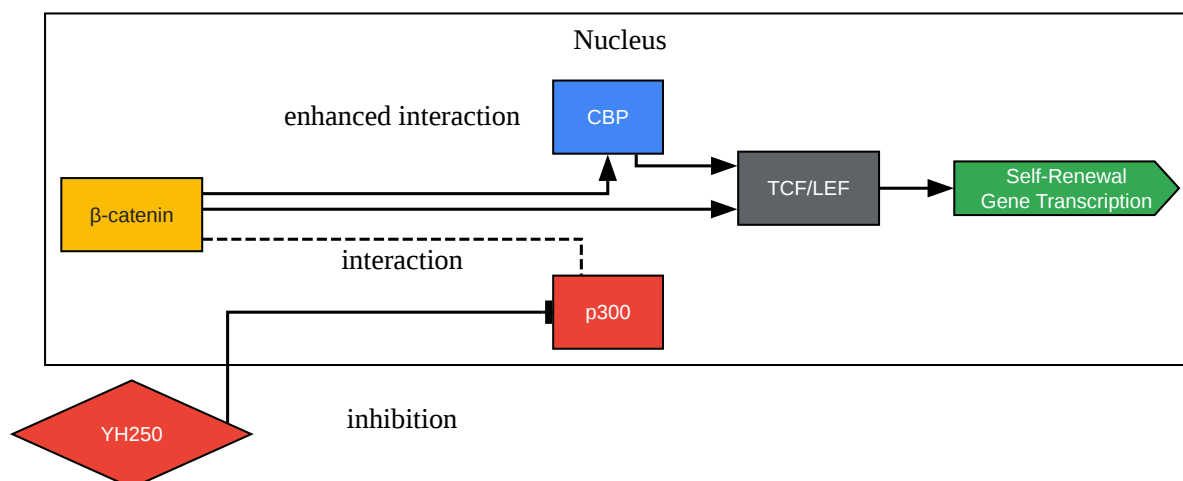 Nucleus
enhanced interaction
CBP
TCF/LEF
Self-Renewal
Gene Transcription
β-catenin
interaction
p300
YH250
inhibition